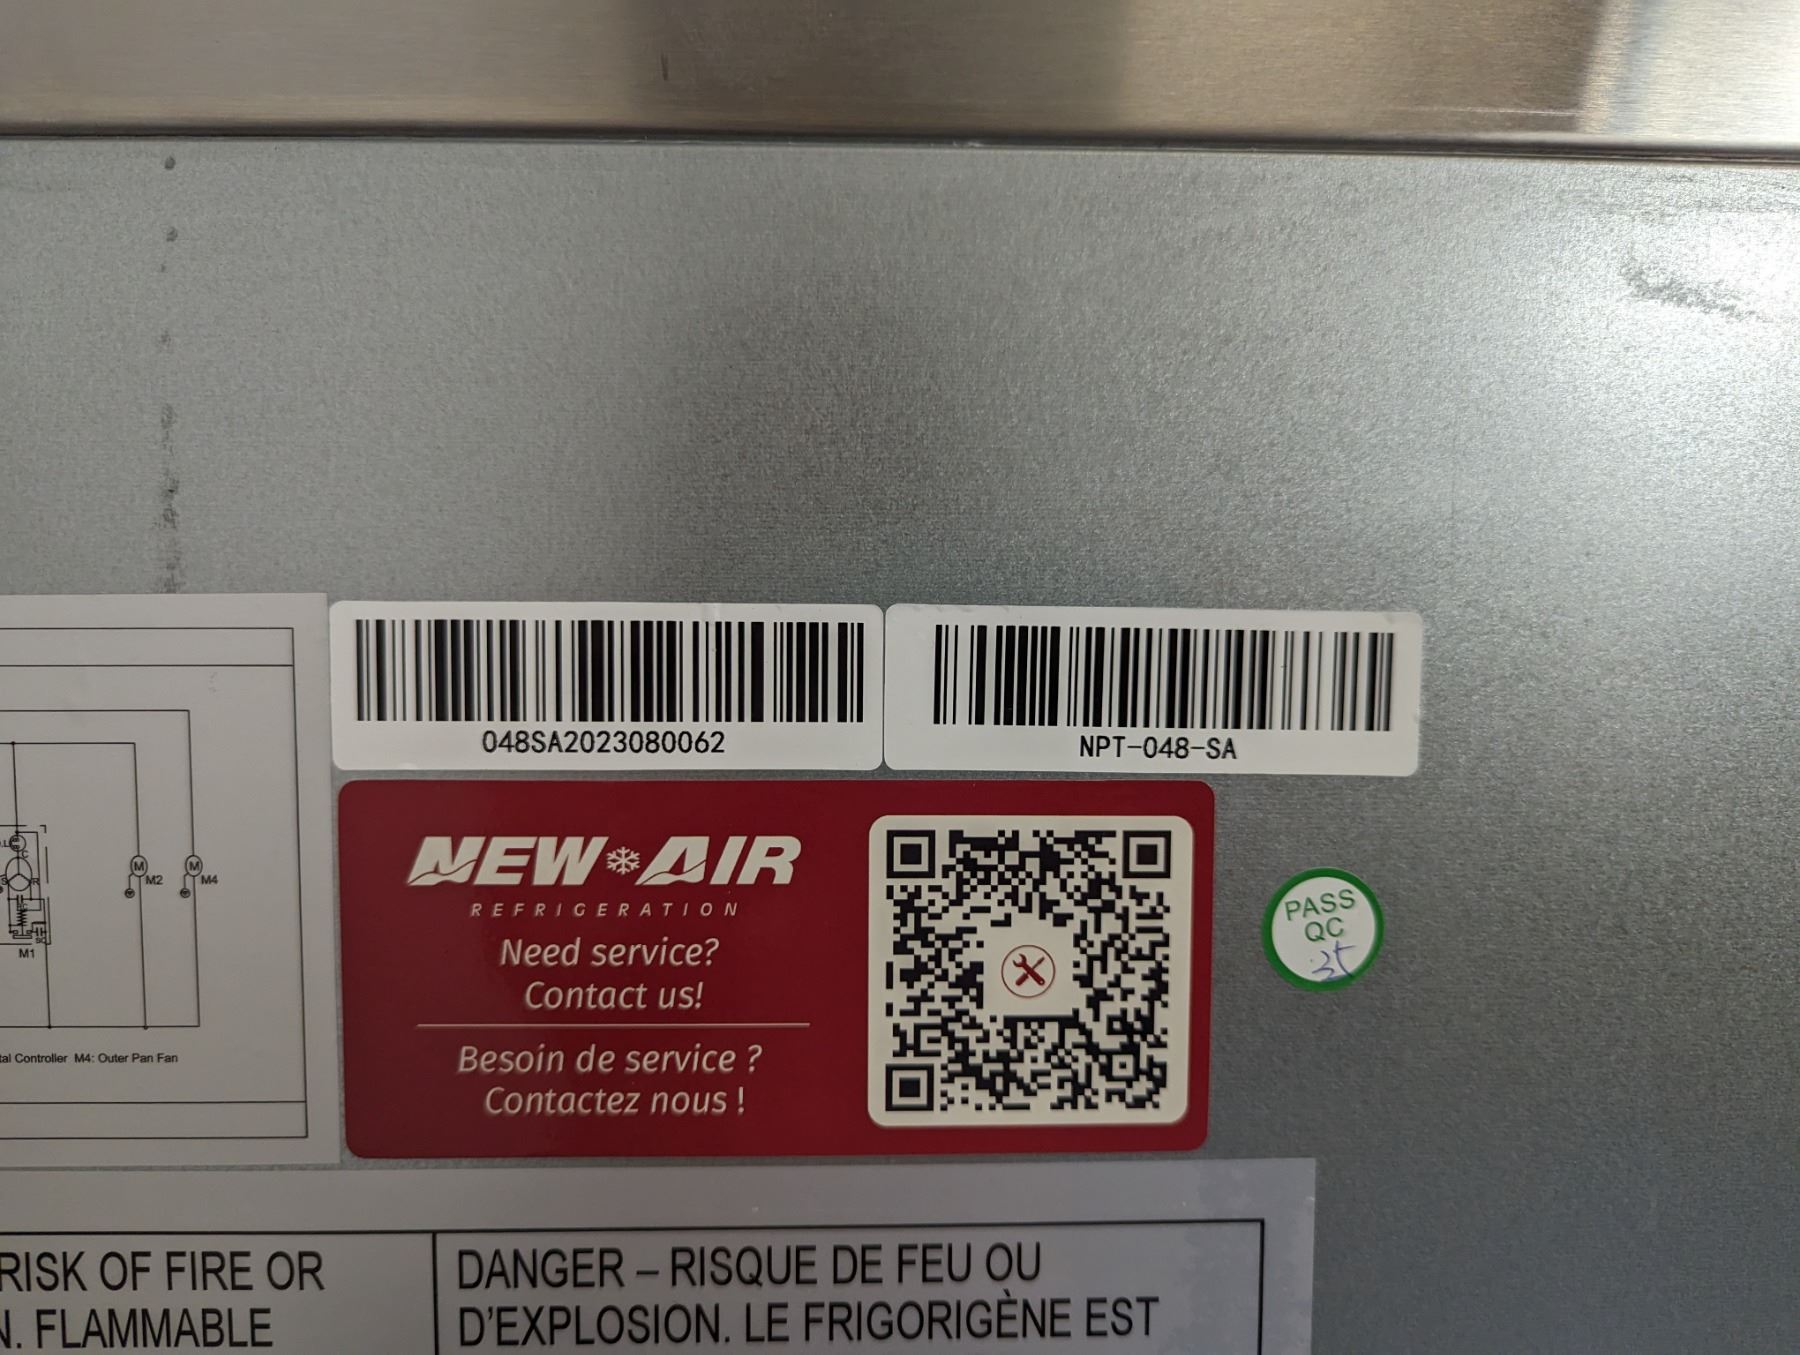 048SA2023080062
NPT-048-SA
NEW AIR
REFRIGERATION
Need service?
Contact us!
Besoin de service ?
Contactez nous !
PASS
QC
M
M2
M
M4
S
R
M1
tal Controller M4: Outer Pan Fan
RISK OF FIRE OR
N. FLAMMABLE
DANGER – RISQUE DE FEU OU
D'EXPLOSION. LE FRIGORIGÈNE EST